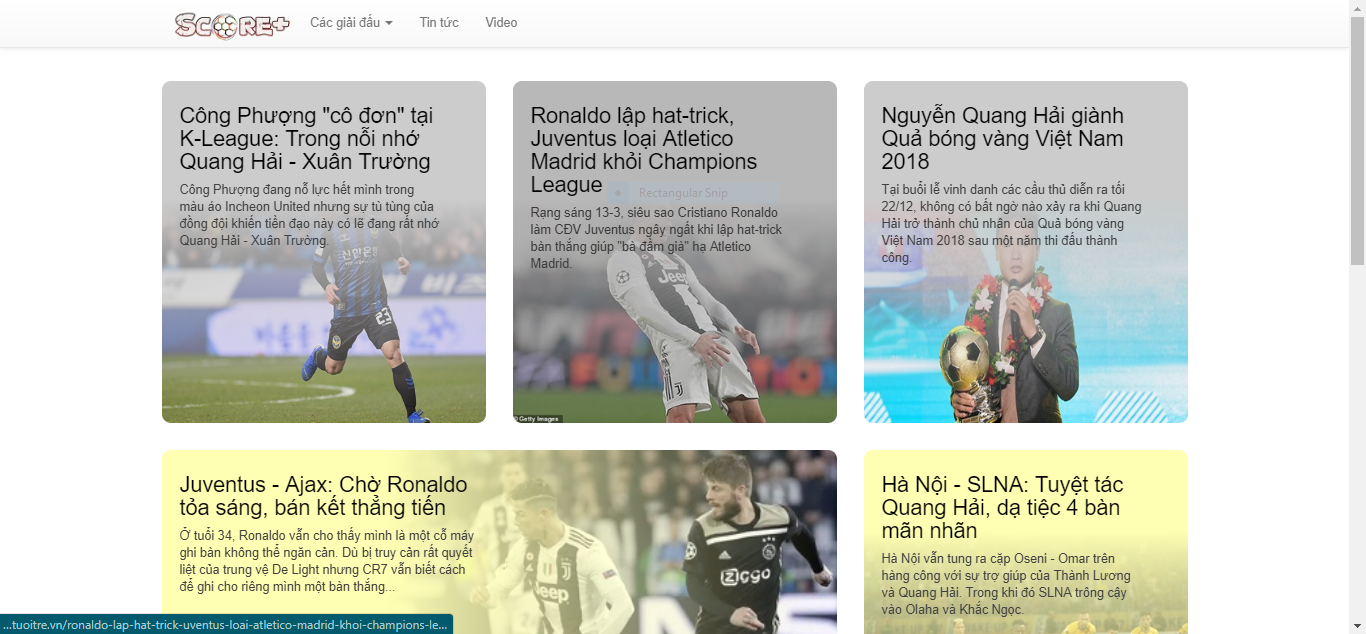 SCORE+
Các giải đấu
Tin tức
Video
Công Phượng "cô đơn" tại
K-League: Trong nỗi nhớ
Quang Hải - Xuân Trường
Công Phượng đang nỗ lực hết mình trong
màu áo Incheon United nhưng sự tù túng của
đồng đội khiến tiền đạo này có lẽ đang rất nhớ
Quang Hải - Xuân Trường.
23
Ronaldo lập hat-trick,
Juventus loại Atletico
Madrid khỏi Champions
League
Rectangular Snip
Rạng sáng 13-3, siêu sao Cristiano Ronaldo
làm CĐV Juventus ngây ngất khi lập hat-trick
bàn thắng giúp "bà đầm già" hạ Atletico
Madrid.
Jeep
© Getty Images
Nguyễn Quang Hải giành
Quả bóng vàng Việt Nam
2018
Tại buổi lễ vinh danh các cầu thủ diễn ra tối
22/12, không có bất ngờ nào xảy ra khi Quang
Hải trở thành chủ nhân của Quả bóng vàng
Việt Nam 2018 sau một năm thi đấu thành
công.
Juventus - Ajax: Chờ Ronaldo
tỏa sáng, bán kết thẳng tiến
Ở tuổi 34, Ronaldo vẫn cho thấy mình là một cỗ máy
ghi bàn không thể ngăn cản. Dù bị truy cản rất quyết
liệt của trung vệ De Light nhưng CR7 vẫn biết cách
để ghi cho riêng mình một bàn thắng...
Jeep
Ziggo
Hà Nội - SLNA: Tuyệt tác
Quang Hải, dạ tiệc 4 bàn
mãn nhãn
Hà Nội vẫn tung ra cặp Oseni - Omar trên
hàng công với sự trợ giúp của Thành Lương
và Quang Hải. Trong khi đó SLNA trông cậy
vào Olaha và Khắc Ngọc.
...tuoitre.vn/ronaldo-lap-hat-trick-uventus-loai-atletico-madrid-khoi-champions-le...